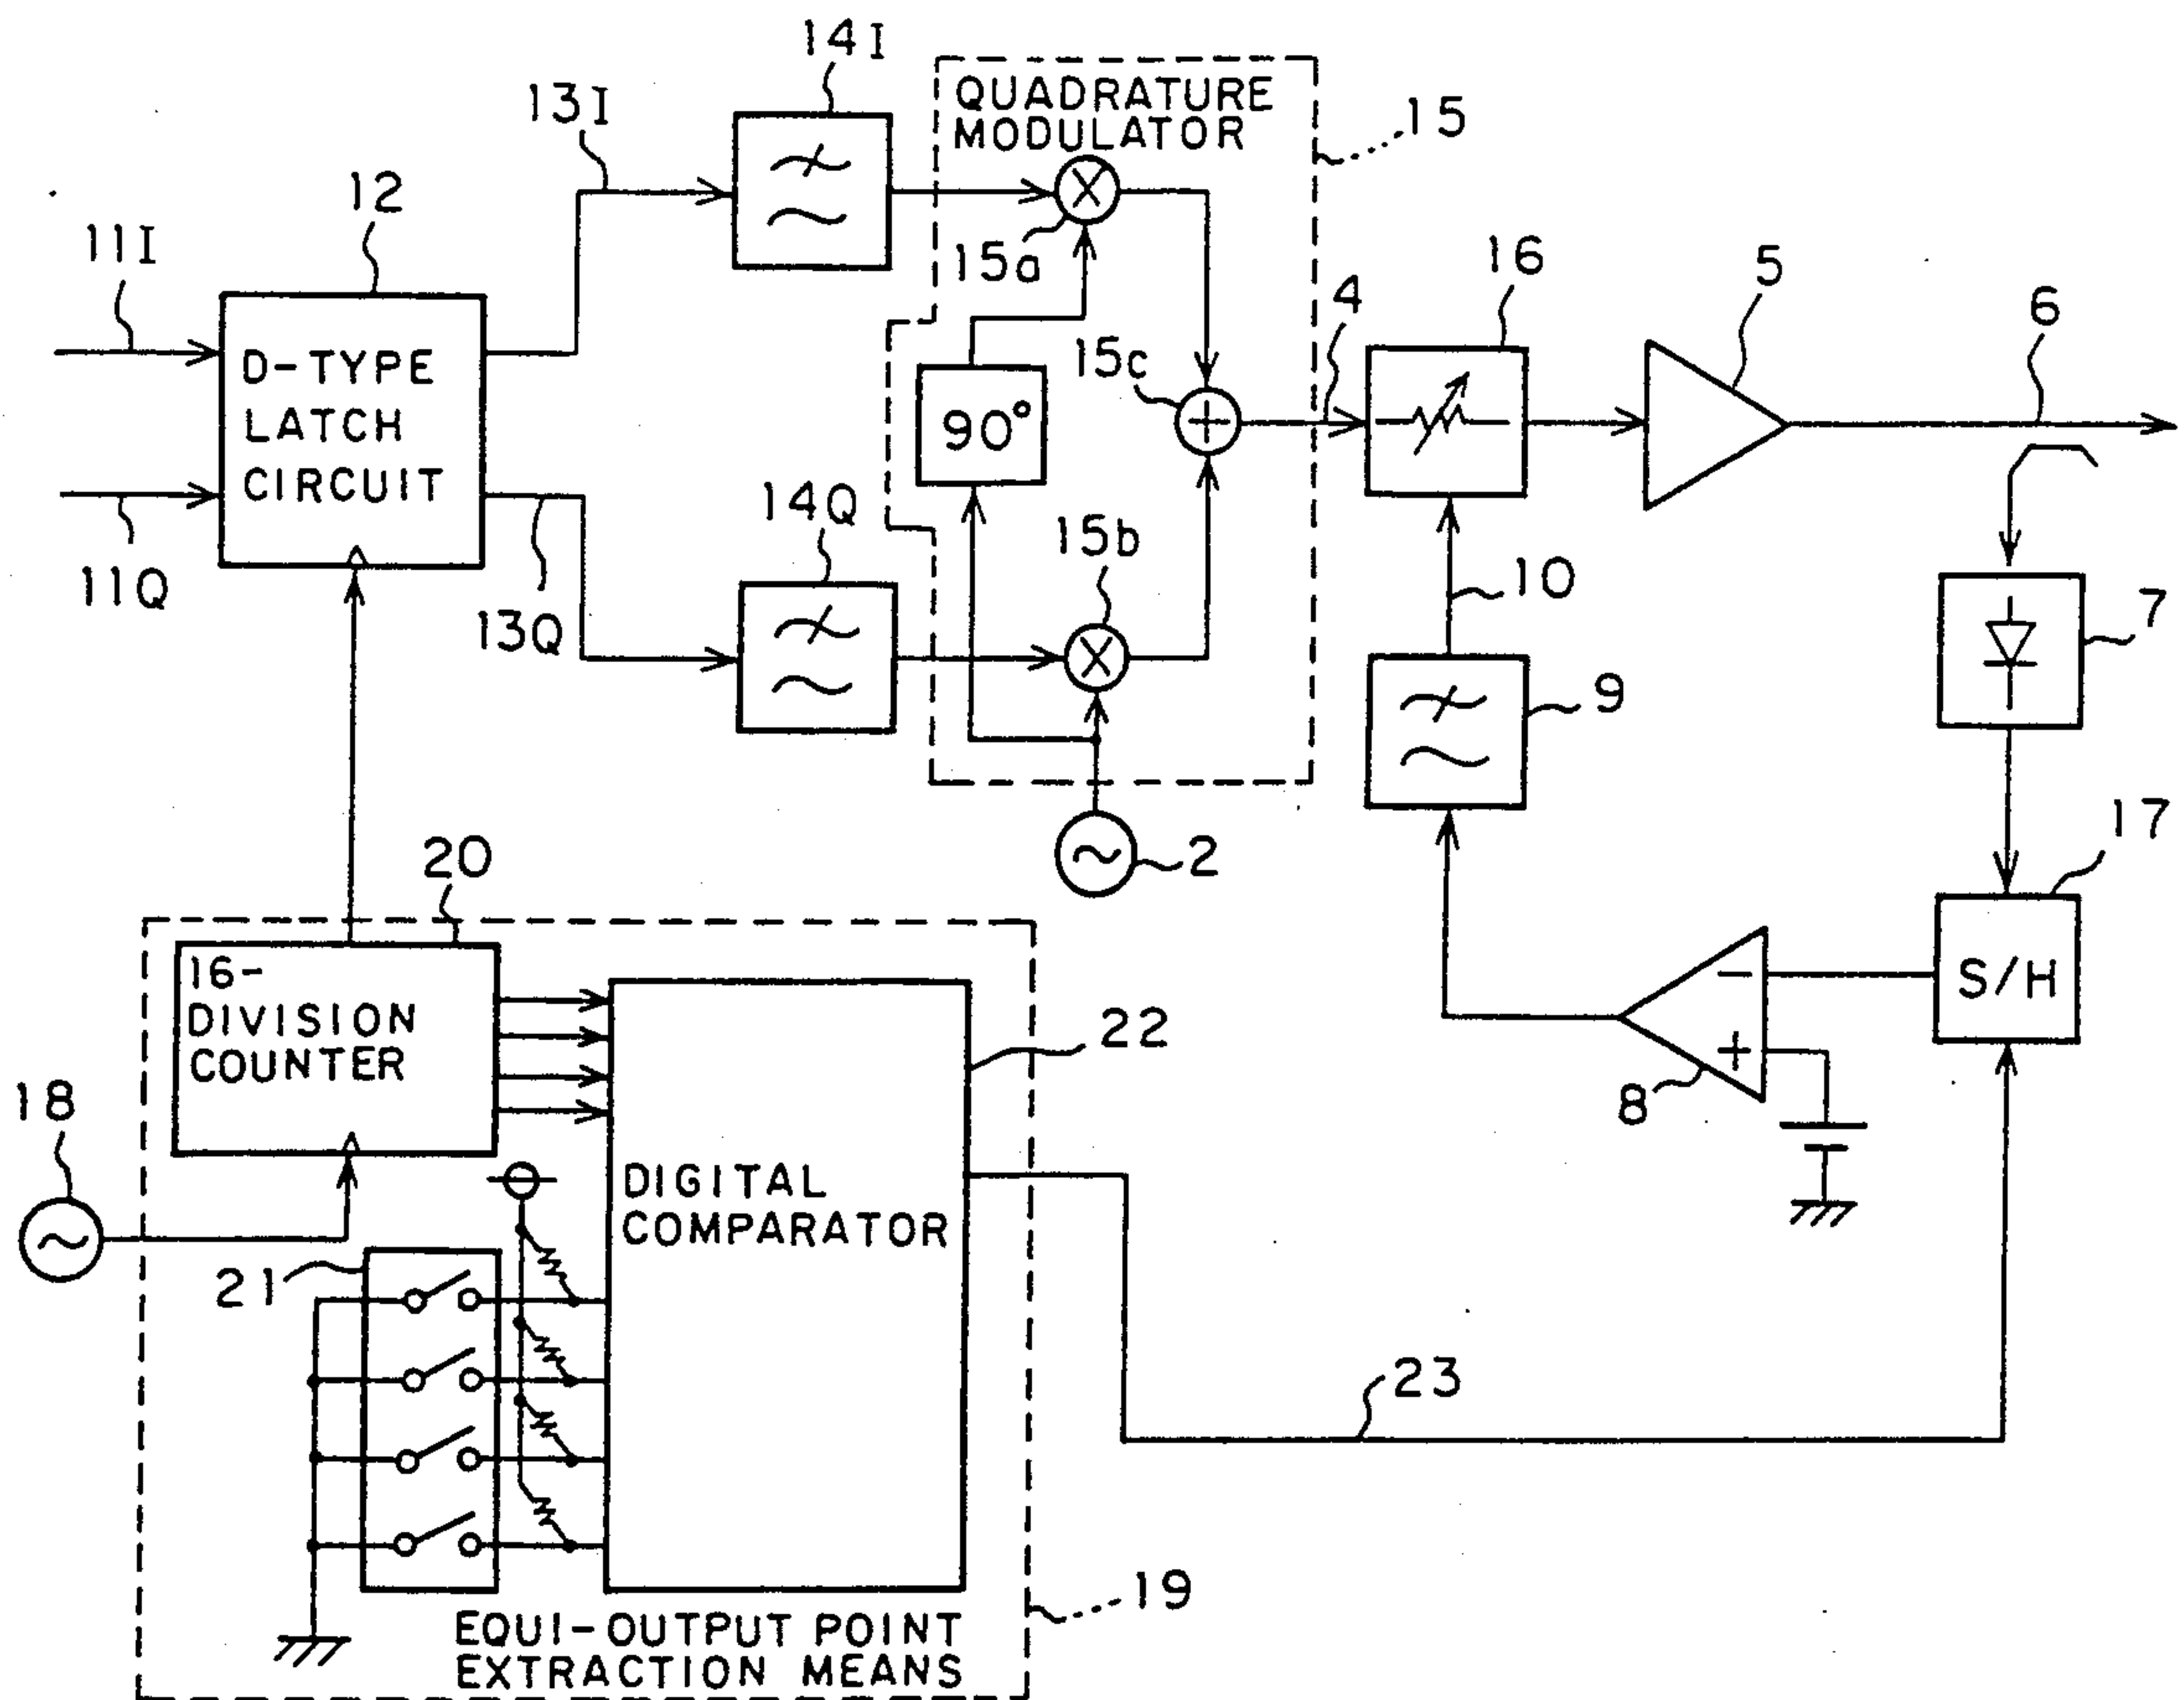 14I
13I
QUADRATURE
MODULATOR
15
12
11I
15a
16
5
4
6
15c
D-TYPE
LATCH
CIRCUIT
90°
14Q
15b
11Q
13Q
10
7
9
17
20
2
16-
DIVISION
COUNTER
S/H
22
18
8
DIGITAL
COMPARATOR
21
23
19
EQUI-OUTPUT POINT
EXTRACTION MEANS